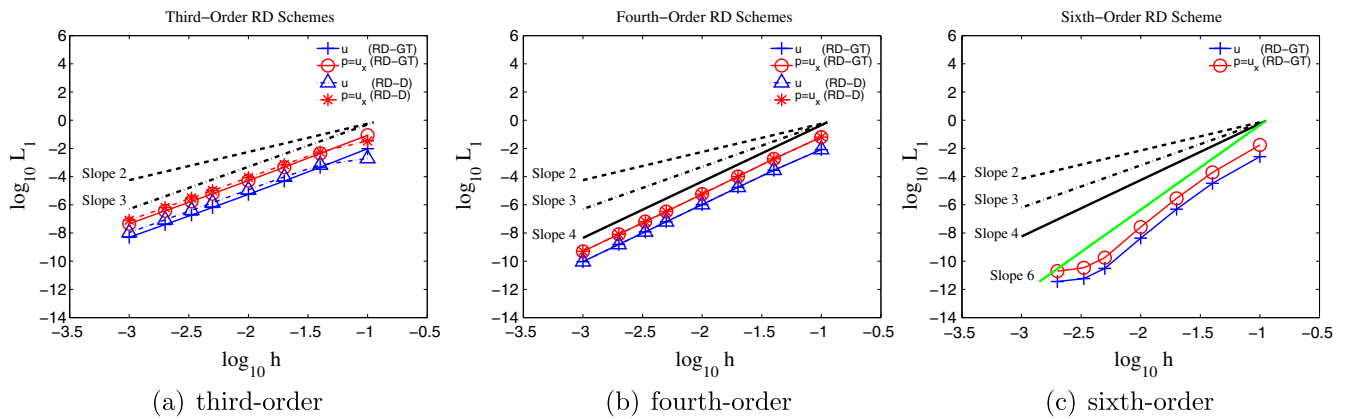 Third−Order RD Schemes
6
4
2
0
−2
−4
−6
−8
−10
−12
−14
log10 L1
u (RD−GT)
p=ux (RD−GT)
u (RD−D)
p=ux (RD−D)
Slope 2
Slope 3
−3.5 −3 −2.5 −2 −1.5 −1 −0.5
log10 h
(a) third-order
Fourth−Order RD Schemes
6
4
2
0
−2
−4
−6
−8
−10
−12
−14
log10 L1
u (RD−GT)
p=ux (RD−GT)
u (RD−D)
p=ux (RD−D)
Slope 2
Slope 3
Slope 4
−3.5 −3 −2.5 −2 −1.5 −1 −0.5
log10 h
(b) fourth-order
Sixth−Order RD Scheme
6
4
2
0
−2
−4
−6
−8
−10
−12
−14
log10 L1
u (RD−GT)
p=ux (RD−GT)
Slope 2
Slope 3
Slope 4
Slope 6
−3.5 −3 −2.5 −2 −1.5 −1 −0.5
log10 h
(c) sixth-order